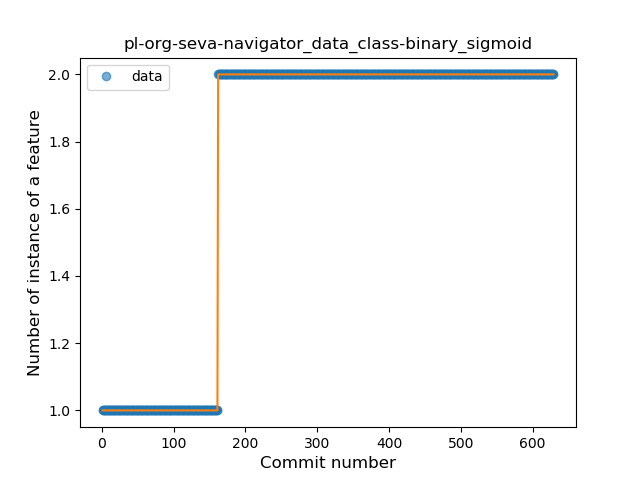 pl-org-seva-navigator_data_class-binary_sigmoid
data
Number of instance of a feature
2.0
1.8
1.6
1.4
1.2
1.0
0 100 200 300 400 500 600
Commit number